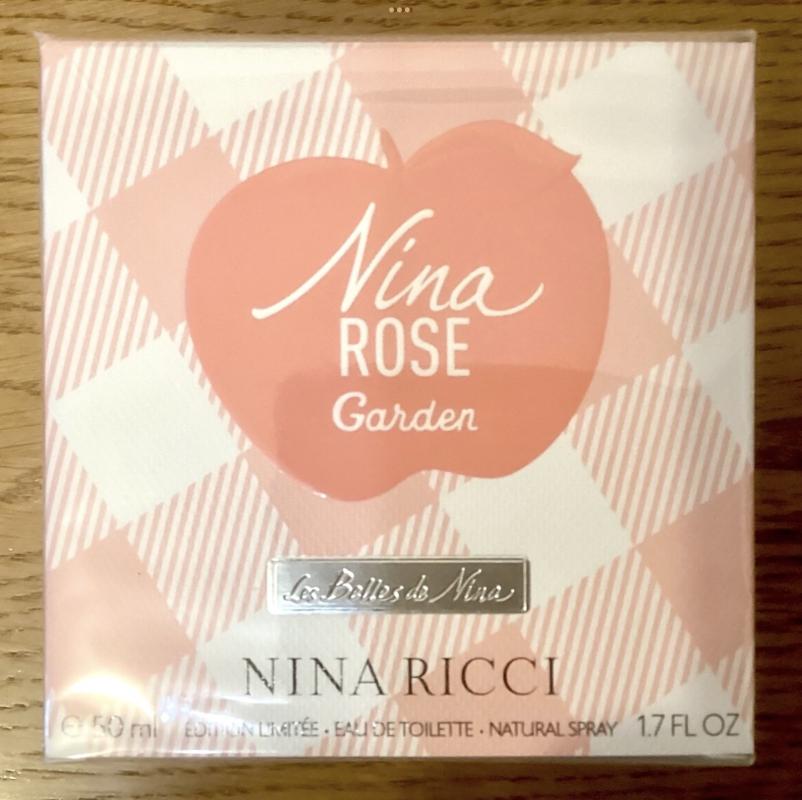 Nina
ROSE
Garden
Les Belles de Nina
NINA RICCI
℮ 50 ml ÉDITION LIMITÉE • EAU DE TOILETTE • NATURAL SPRAY 1.7 FL OZ